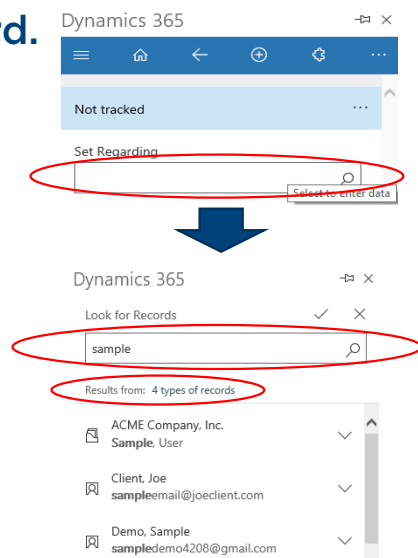 rd.
Dynamics 365
Not tracked
Set Regarding
Select to enter data
Dynamics 365
Look for Records
sample
Results from: 4 types of records
ACME Company, Inc.
Sample, User
Client, Joe
sampleemail@joeclient.com
Demo, Sample
sampledemo4208@gmail.com